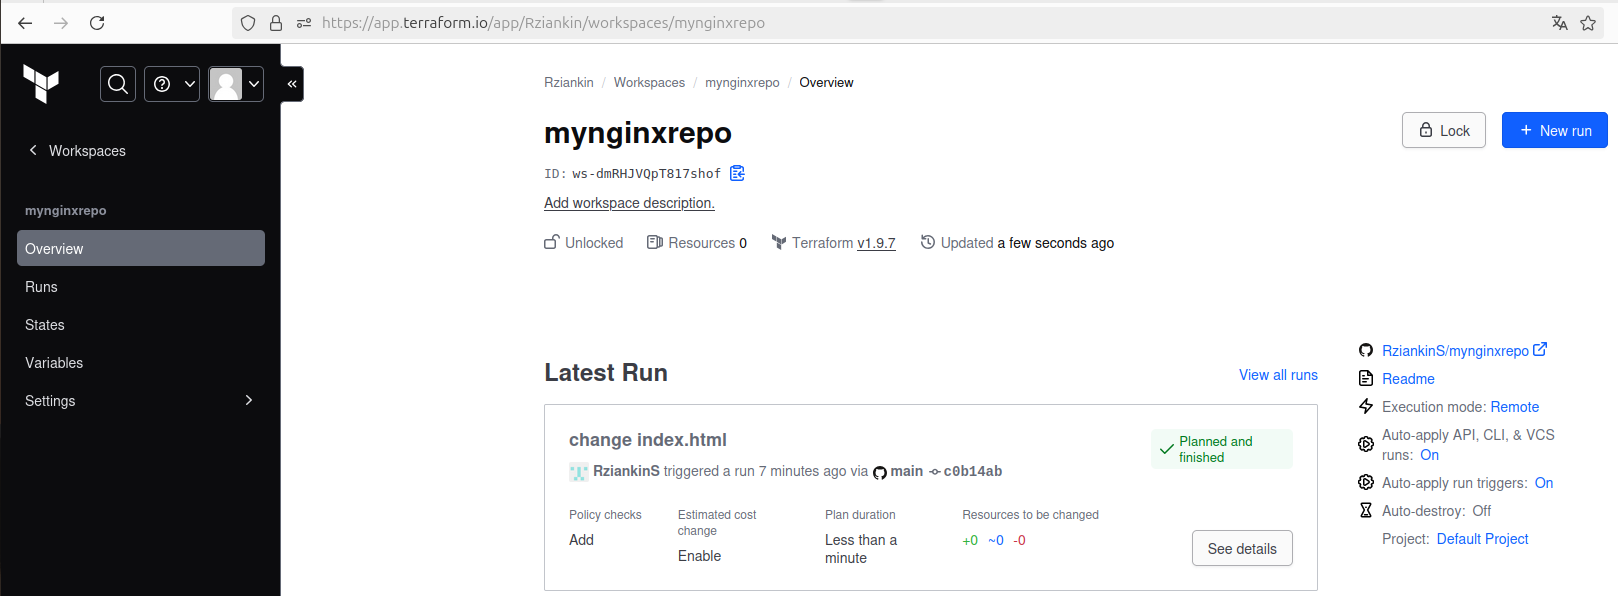 https://app.terraform.io/app/Rziankin/workspaces/mynginxrepo
Workspaces
mynginxrepo
Overview
Runs
States
Variables
Settings
Rziankin / Workspaces / mynginxrepo / Overview
mynginxrepo
Lock
+ New run
ID: ws-dmRHJVQpT817shof
Add workspace description.
Unlocked Resources 0 Terraform v1.9.7 Updated a few seconds ago
Latest Run
View all runs
change index.html
Planned and
finished
RziankinS triggered a run 7 minutes ago via main c0b14ab
Policy checks
Add
Estimated cost
change
Enable
Plan duration
Less than a
minute
Resources to be changed
+0 ~0 -0
See details
RziankinS/mynginxrepo
Readme
Execution mode: Remote
Auto-apply API, CLI, & VCS
runs: On
Auto-apply run triggers: On
Auto-destroy: Off
Project: Default Project